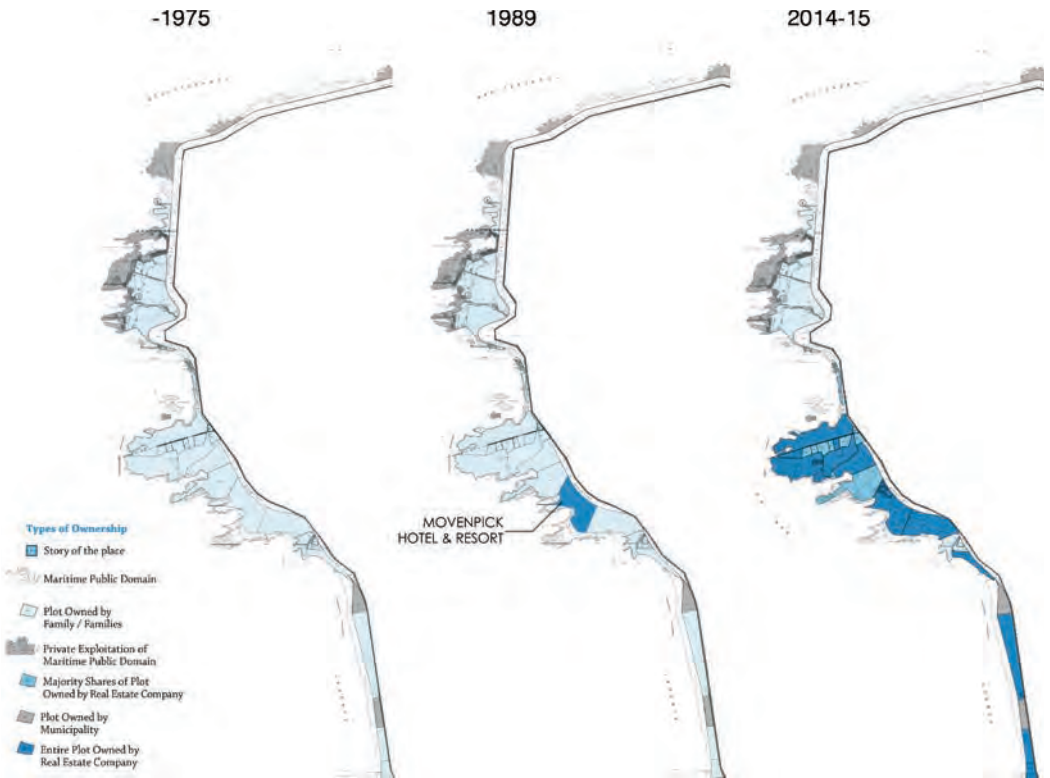 -1975
1989
2014-15
MOVENPICK
HOTEL & RESORT
Types of Ownership
Story of the place
Maritime Public Domain
Plot Owned by
Family / Families
Private Exploitation of
Maritime Public Domain
Majority Shares of Plot
Owned by Real Estate Company
Plot Owned by
Municipality
Entire Plot Owned by
Real Estate Company